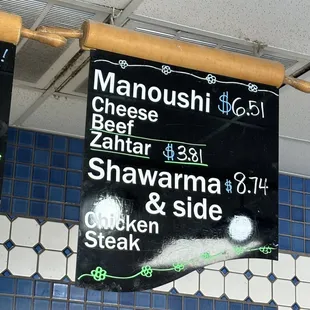 Manoushi $6.51
Cheese
Beef
Zahtar $3.81
Shawarma $8.74
& side
Chicken
Steak